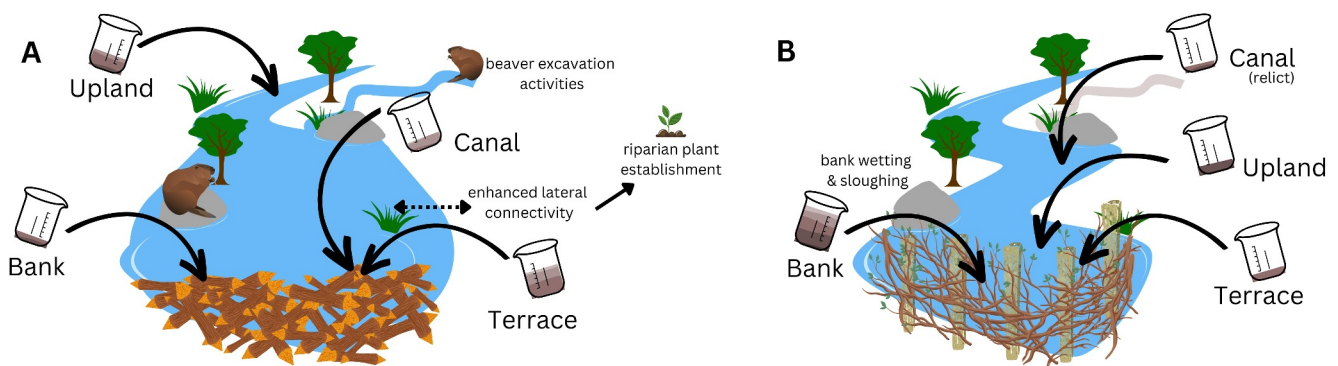 A
Upland
beaver excavation
activities
Canal
riparian plant
establishment
enhanced lateral
connectivity
Bank
Terrace
B
Canal
(relict)
bank wetting
& sloughing
Upland
Bank
Terrace